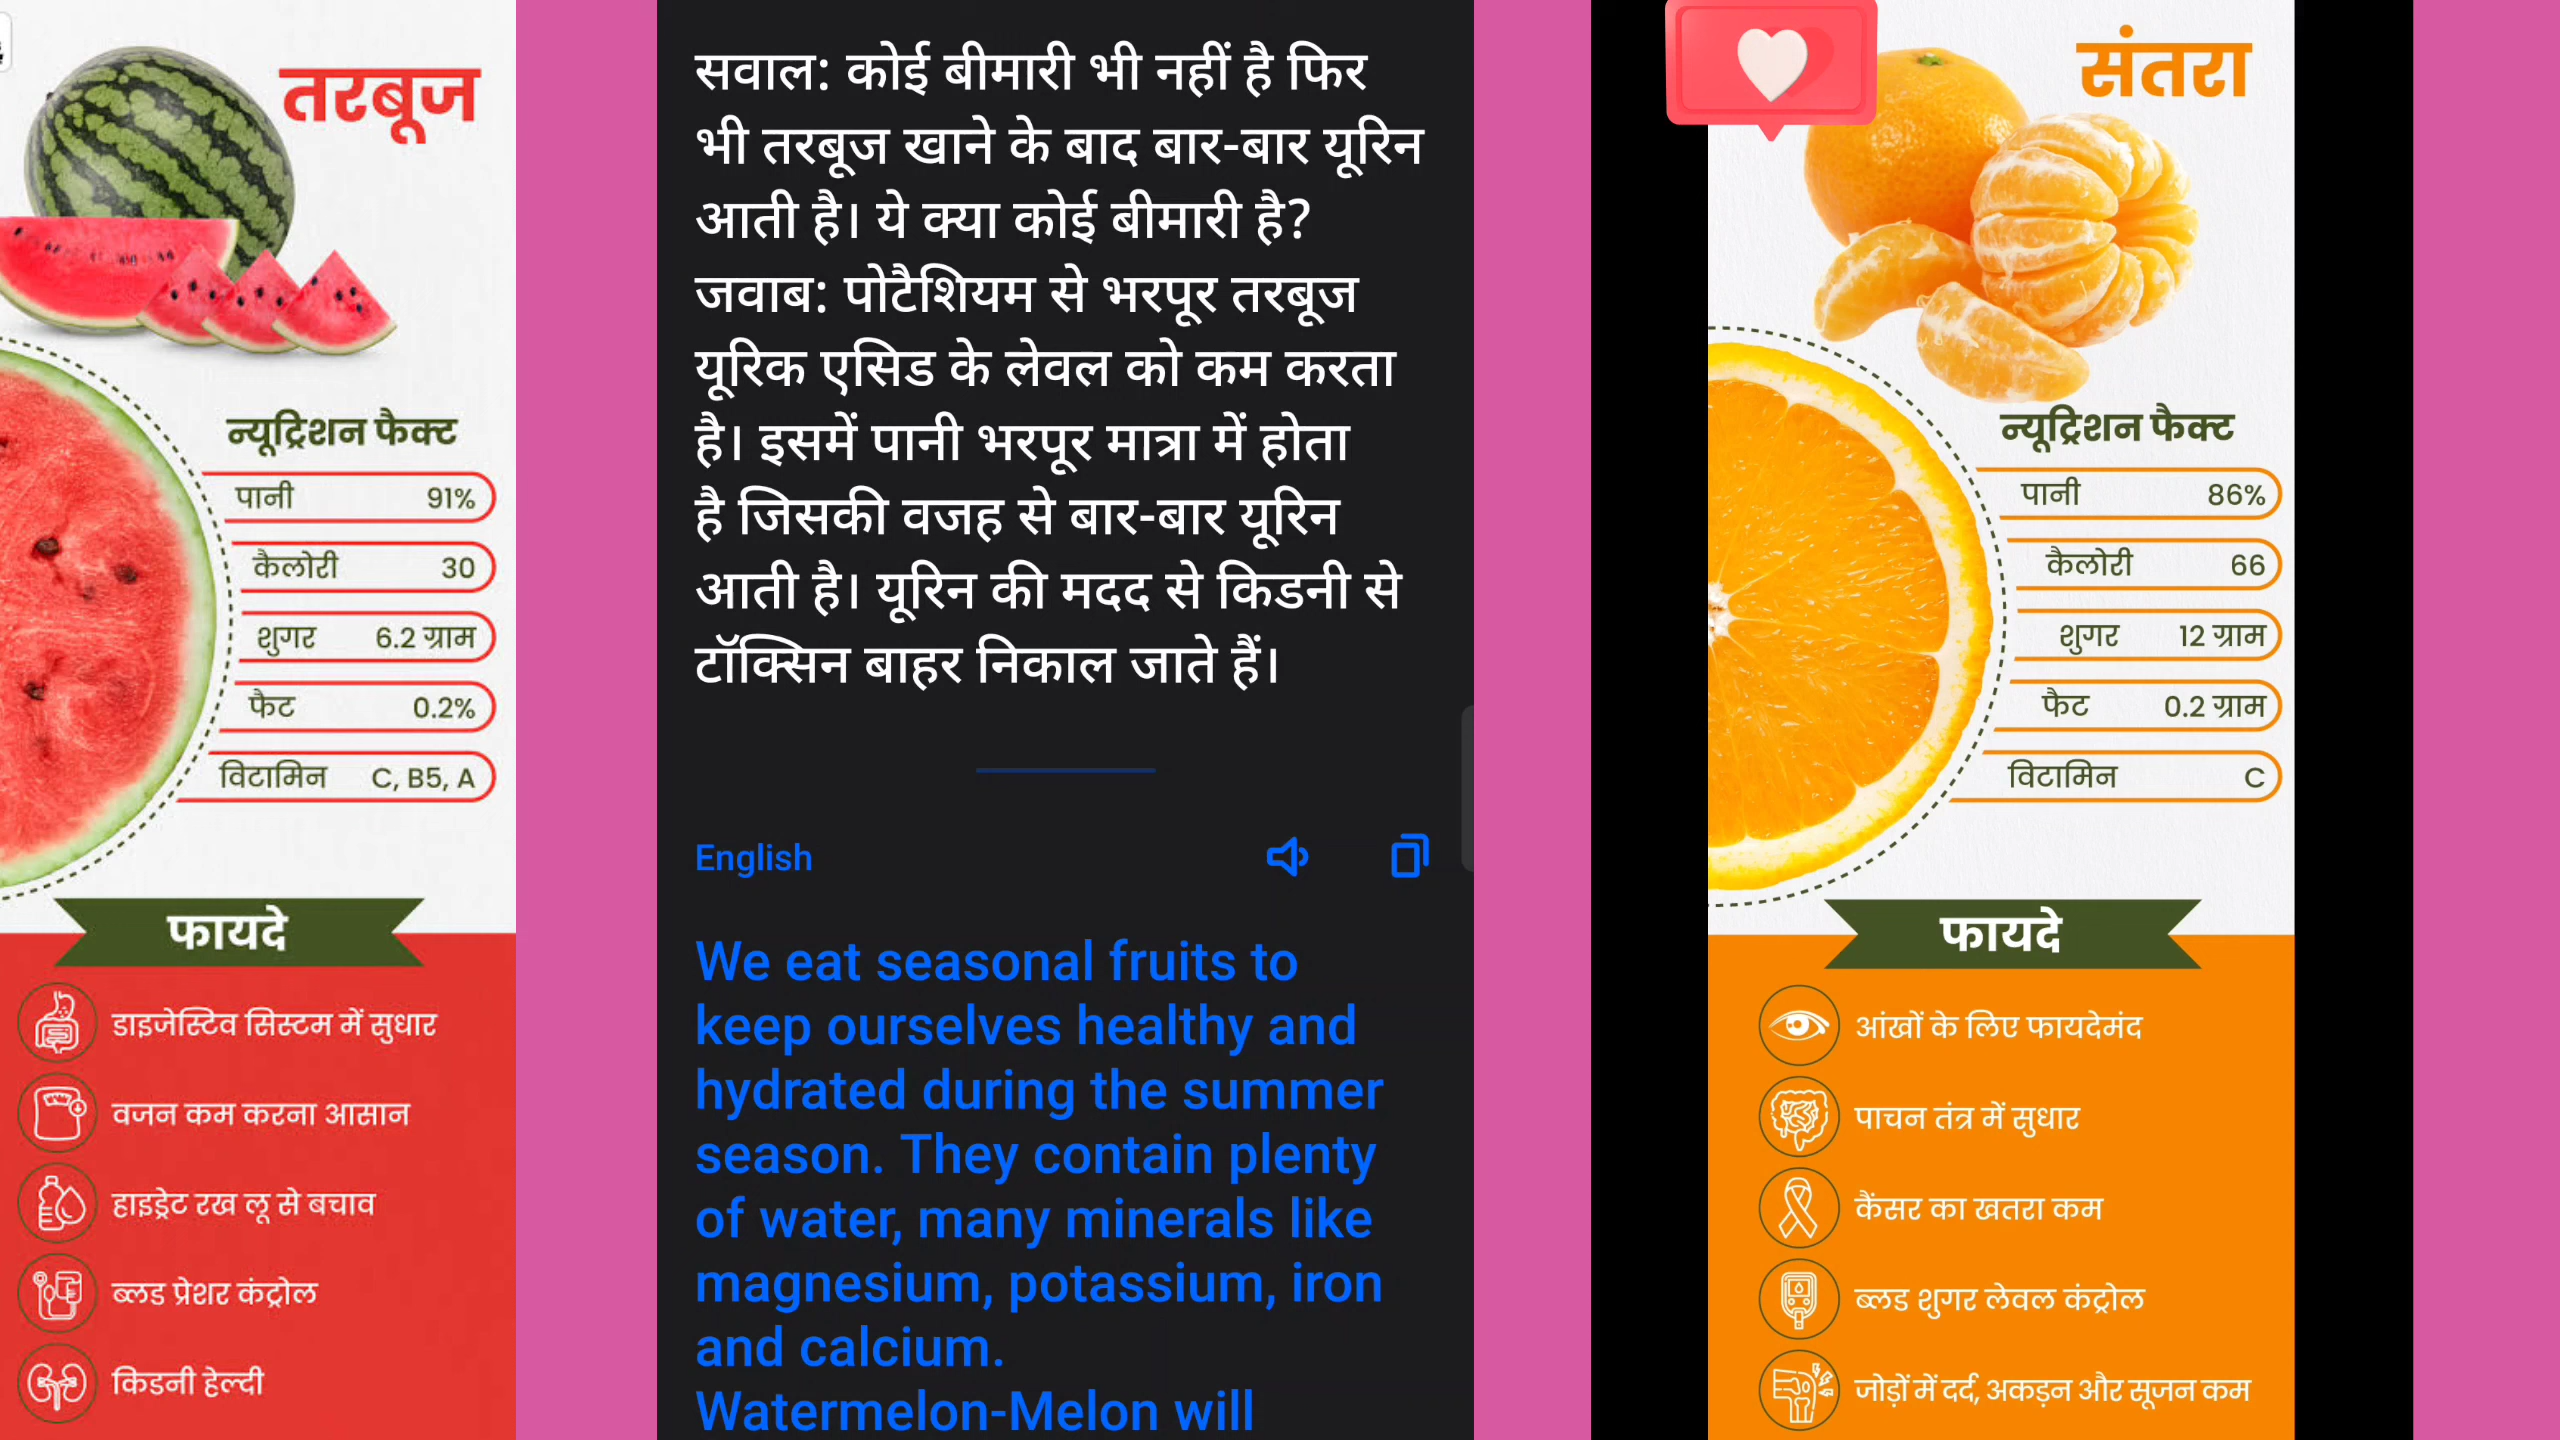 तरबूज
न्यूट्रिशन फैक्ट
पानी 91%
कैलोरी 30
शुगर 6.2 ग्राम
फैट 0.2%
विटामिन C, B5, A
फायदे
डाइजेस्टिव सिस्टम में सुधार
वजन कम करना आसान
हाइड्रेट रख लू से बचाव
ब्लड प्रेशर कंट्रोल
किडनी हेल्दी
सवाल: कोई बीमारी भी नहीं है फिर
भी तरबूज खाने के बाद बार-बार यूरिन
आती है। ये क्या कोई बीमारी है?
जवाब: पोटैशियम से भरपूर तरबूज
यूरिक एसिड के लेवल को कम करता
है। इसमें पानी भरपूर मात्रा में होता
है जिसकी वजह से बार-बार यूरिन
आती है। यूरिन की मदद से किडनी से
टॉक्सिन बाहर निकाल जाते हैं।
English
We eat seasonal fruits to
keep ourselves healthy and
hydrated during the summer
season. They contain plenty
of water, many minerals like
magnesium, potassium, iron
and calcium.
Watermelon-Melon will
संतरा
न्यूट्रिशन फैक्ट
पानी 86%
कैलोरी 66
शुगर 12 ग्राम
फैट 0.2 ग्राम
विटामिन C
फायदे
आंखों के लिए फायदेमंद
पाचन तंत्र में सुधार
कैंसर का खतरा कम
ब्लड शुगर लेवल कंट्रोल
जोड़ों में दर्द, अकड़न और सूजन कम